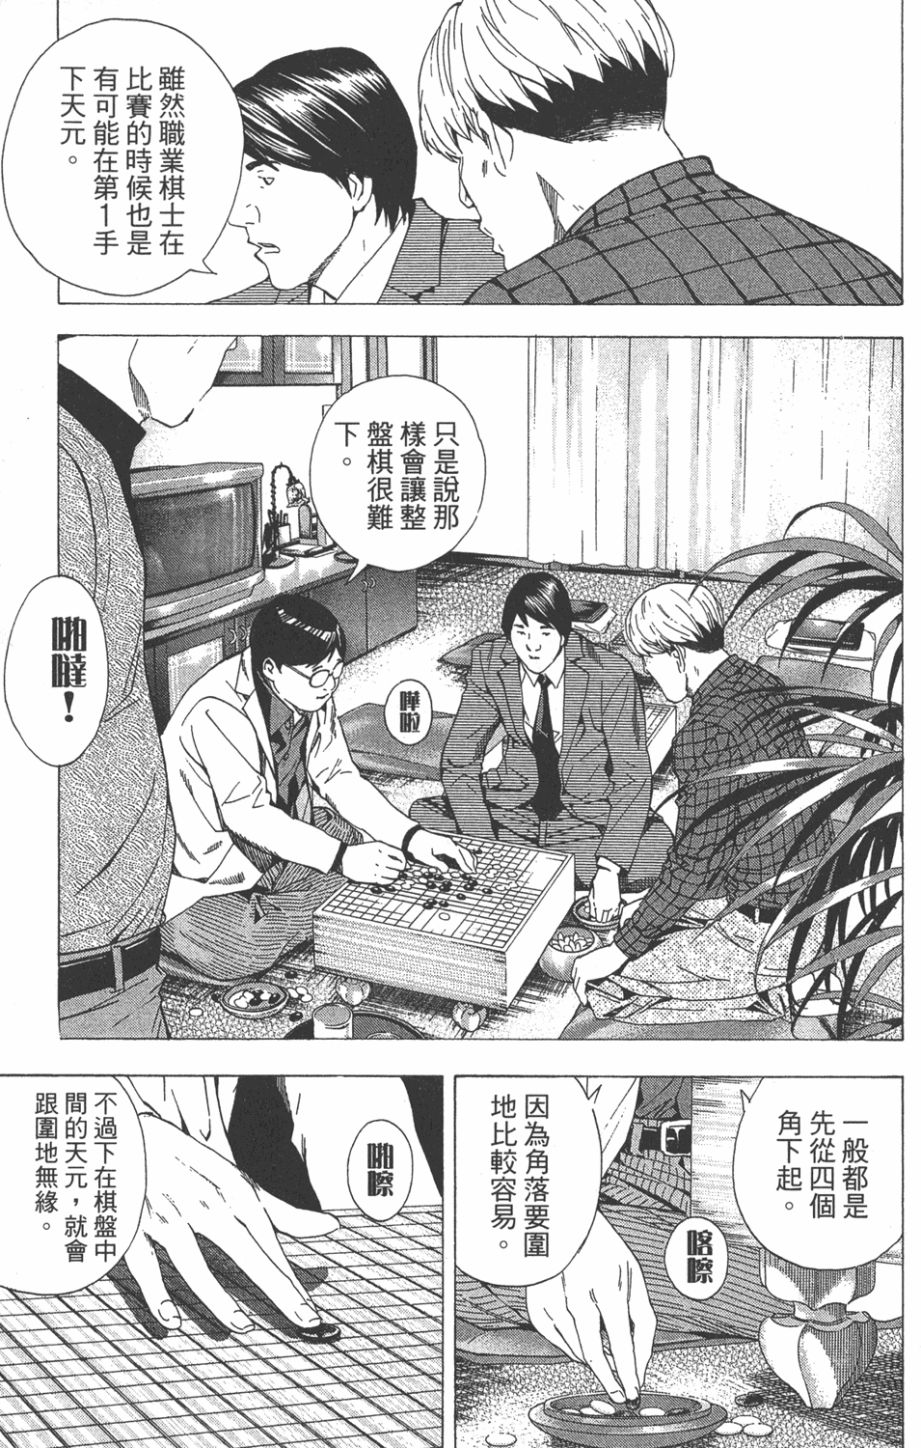 雖然職業棋士在
比賽的時候也是
有可能在第1手
下天元。
只是說那
樣會讓整
盤棋很難
下。
啪噠！
嘩啦
一般都是
先從四個
角下起。
因為角落要圍
地比較容易。
喀嚓
啪嚓
不過下在棋盤中
間的天元，就會
跟圍地無緣。